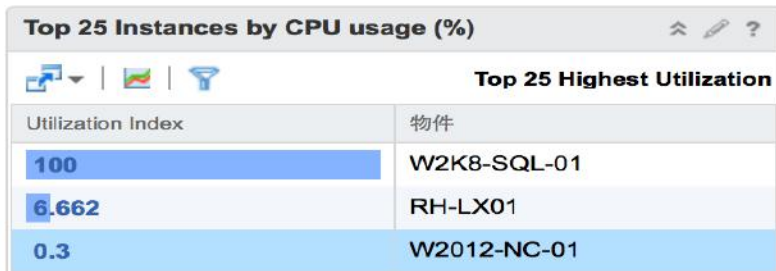 Top 25 Instances by CPU usage (%) ?
Top 25 Highest Utilization
Utilization Index 物件
100 W2K8-SQL-01
6.662 RH-LX01
0.3 W2012-NC-01